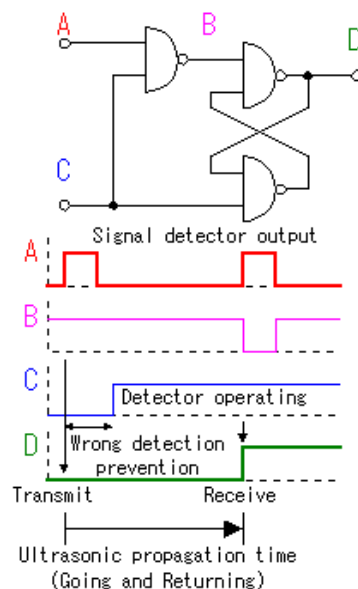 A
B
D
C
Signal detector output
A
B
C
Detector operating
D
Wrong detection
prevention
Transmit
Receive
Ultrasonic propagation time
(Going and Returning)